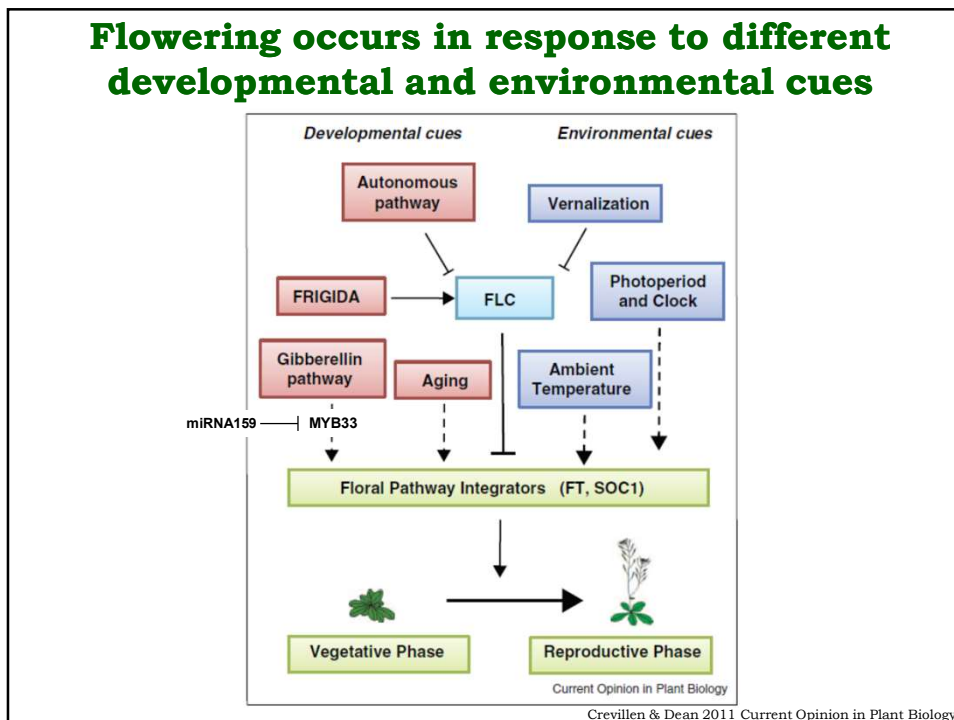 Flowering occurs in response to different
developmental and environmental cues
Developmental cues
Environmental cues
Autonomous
pathway
Vernalization
FRIGIDA
FLC
Photoperiod
and Clock
Gibberellin
pathway
Aging
Ambient
Temperature
miRNA159
MYB33
Floral Pathway Integrators (FT, SOC1)
Vegetative Phase
Reproductive Phase
Current Opinion in Plant Biology
Crevillen & Dean 2011 Current Opinion in Plant Biology